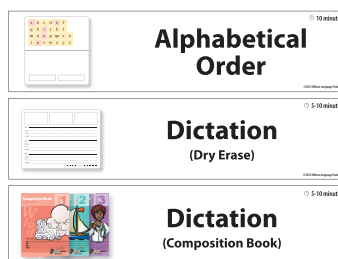 10 minut
Alphabetical
Order
5-10 minut
Dictation
(Dry Erase)
5-10 minut
Composition Book
1 2 3
Dictation
(Composition Book)